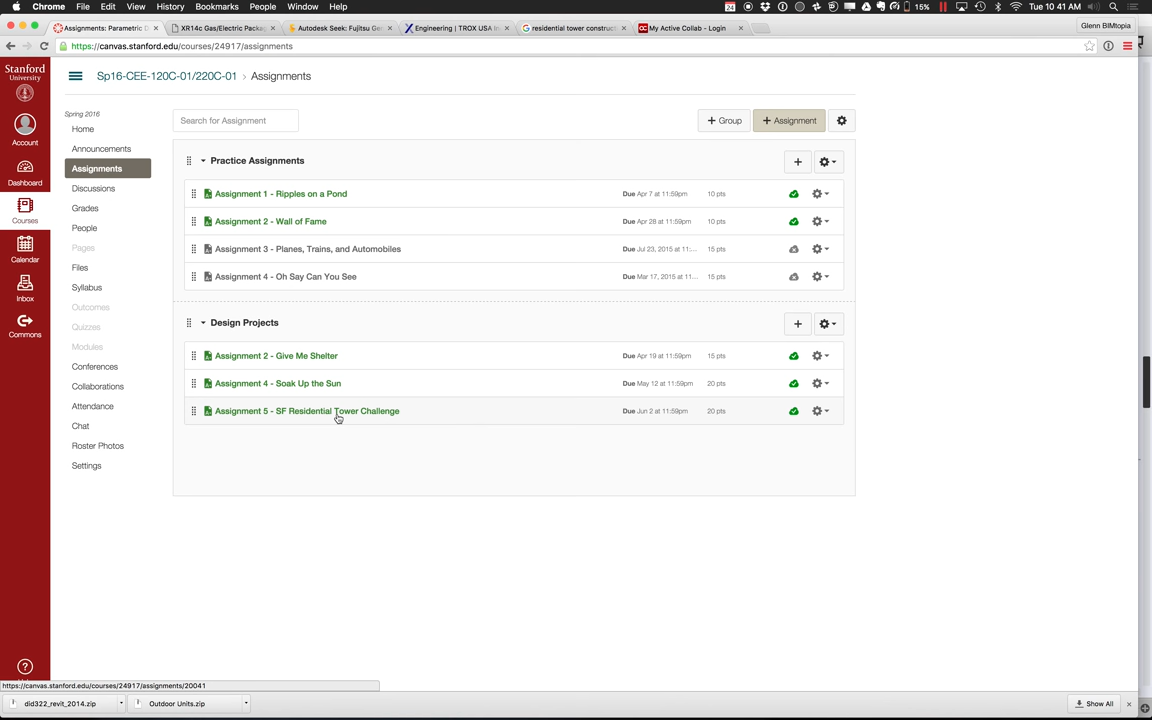 Chrome File Edit View History Bookmarks People Window Help
24 15% Tue 10 41 AM
Assignments: Parametric D
XR14c Gas/Electric Packag
Autodesk Seek: Fujitsu Ge
Engineering | TROX USA In
residential tower construct
My Active Collab - Login
Glenn BIMtopia
https://canvas.stanford.edu/courses/24917/assignments
Stanford
University
Account
Dashboard
Courses
Calendar
Inbox
Commons
Sp16-CEE-120C-01/220C-01 > Assignments
Spring 2016
Home
Announcements
Assignments
Discussions
Grades
People
Pages
Files
Syllabus
Outcomes
Quizzes
Modules
Conferences
Collaborations
Attendance
Chat
Roster Photos
Settings
Search for Assignment
+ Group
+ Assignment
Practice Assignments
Assignment 1 - Ripples on a Pond Due Apr 7 at 11:59pm 10 pts
Assignment 2 - Wall of Fame Due Apr 28 at 11:59pm 10 pts
Assignment 3 - Planes, Trains, and Automobiles Due Jul 23, 2015 at 11:... 15 pts
Assignment 4 - Oh Say Can You See Due Mar 17, 2015 at 11... 15 pts
Design Projects
Assignment 2 - Give Me Shelter Due Apr 19 at 11:59pm 15 pts
Assignment 4 - Soak Up the Sun Due May 12 at 11:59pm 20 pts
Assignment 5 - SF Residential Tower Challenge Due Jun 2 at 11:59pm 20 pts
https://canvas.stanford.edu/courses/24917/assignments/20041
did322_revit_2014.zip
Outdoor Units.zip
Show All